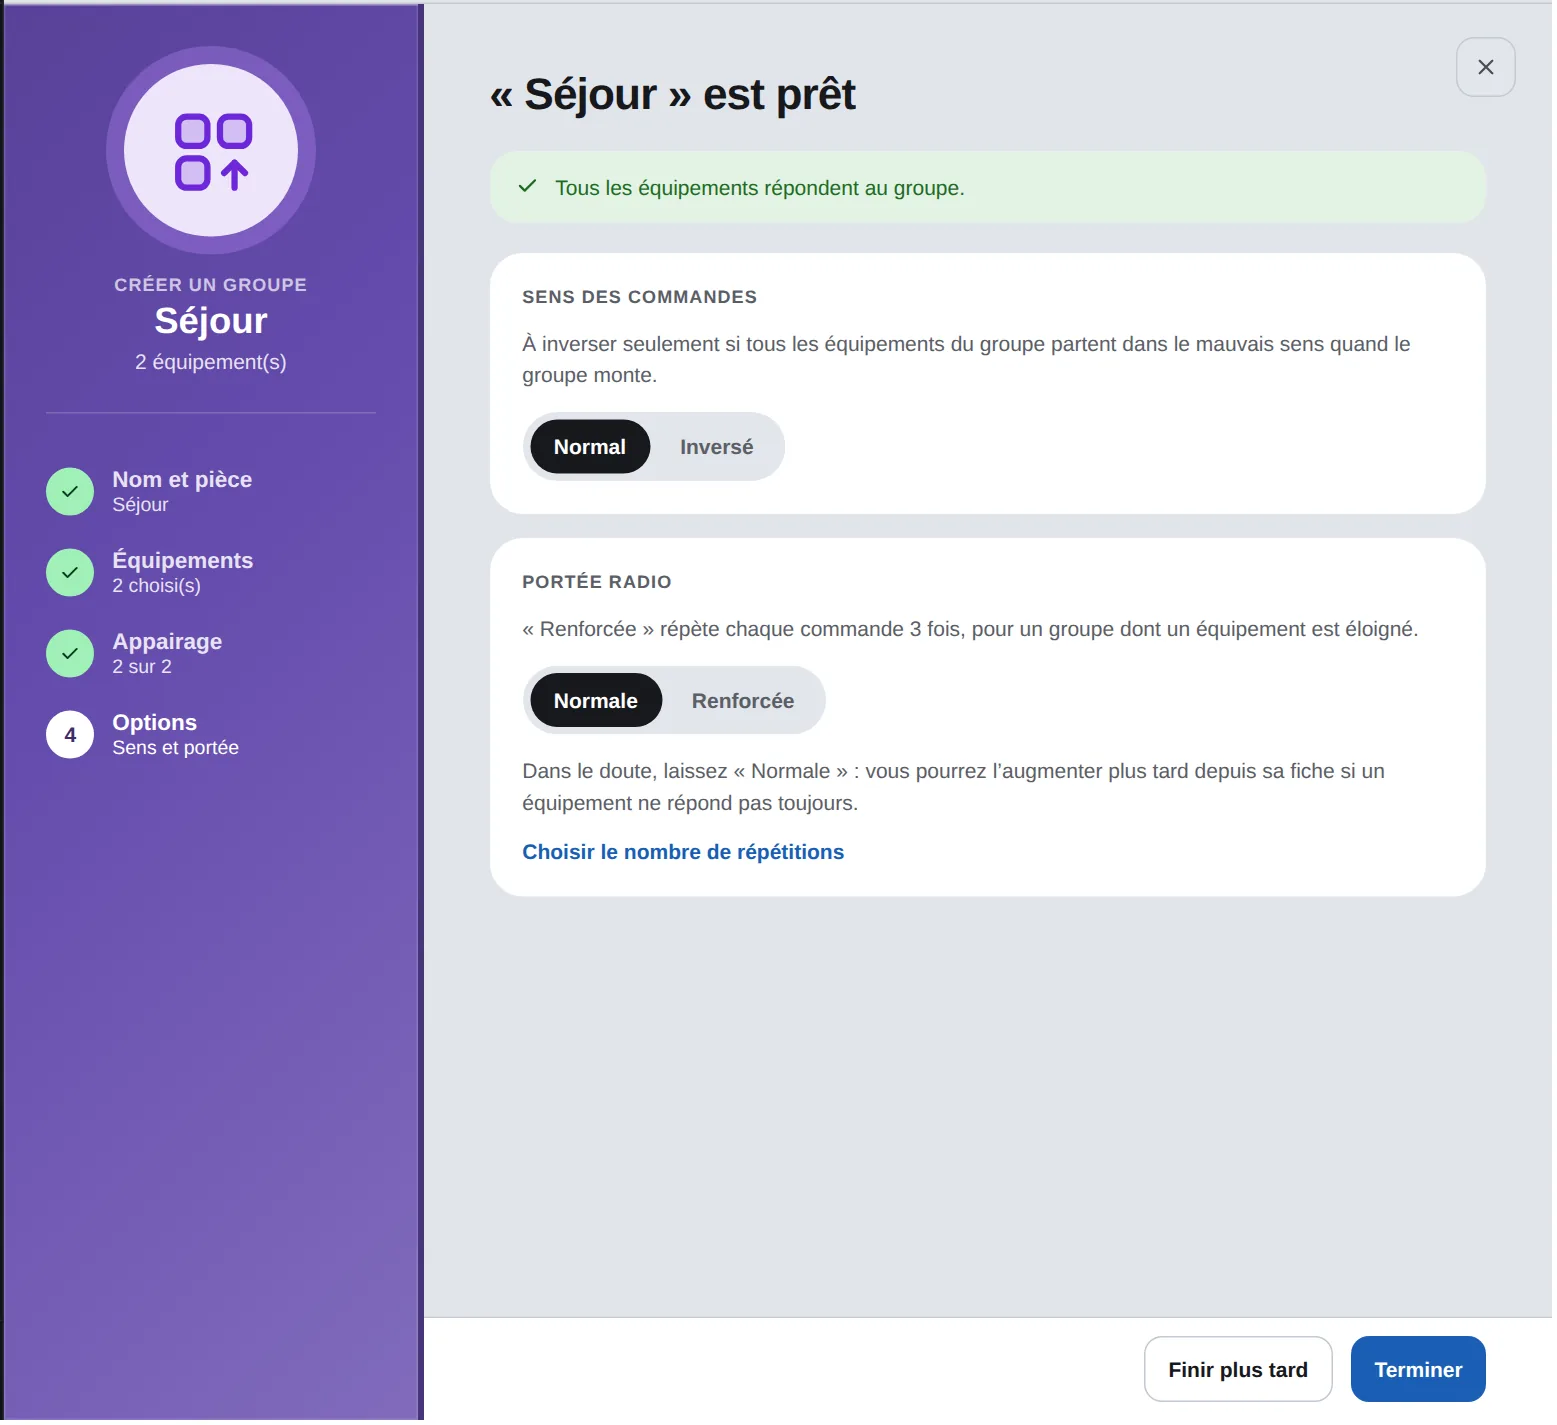 CRÉER UN GROUPE
Séjour
2 équipement(s)
Nom et pièce
Séjour
Équipements
2 choisi(s)
Appairage
2 sur 2
4
Options
Sens et portée
« Séjour » est prêt
Tous les équipements répondent au groupe.
SENS DES COMMANDES
À inverser seulement si tous les équipements du groupe partent dans le mauvais sens quand le
groupe monte.
Normal
Inversé
PORTÉE RADIO
« Renforcée » répète chaque commande 3 fois, pour un groupe dont un équipement est éloigné.
Normale
Renforcée
Dans le doute, laissez « Normale » : vous pourrez l’augmenter plus tard depuis sa fiche si un
équipement ne répond pas toujours.
Choisir le nombre de répétitions
Finir plus tard
Terminer